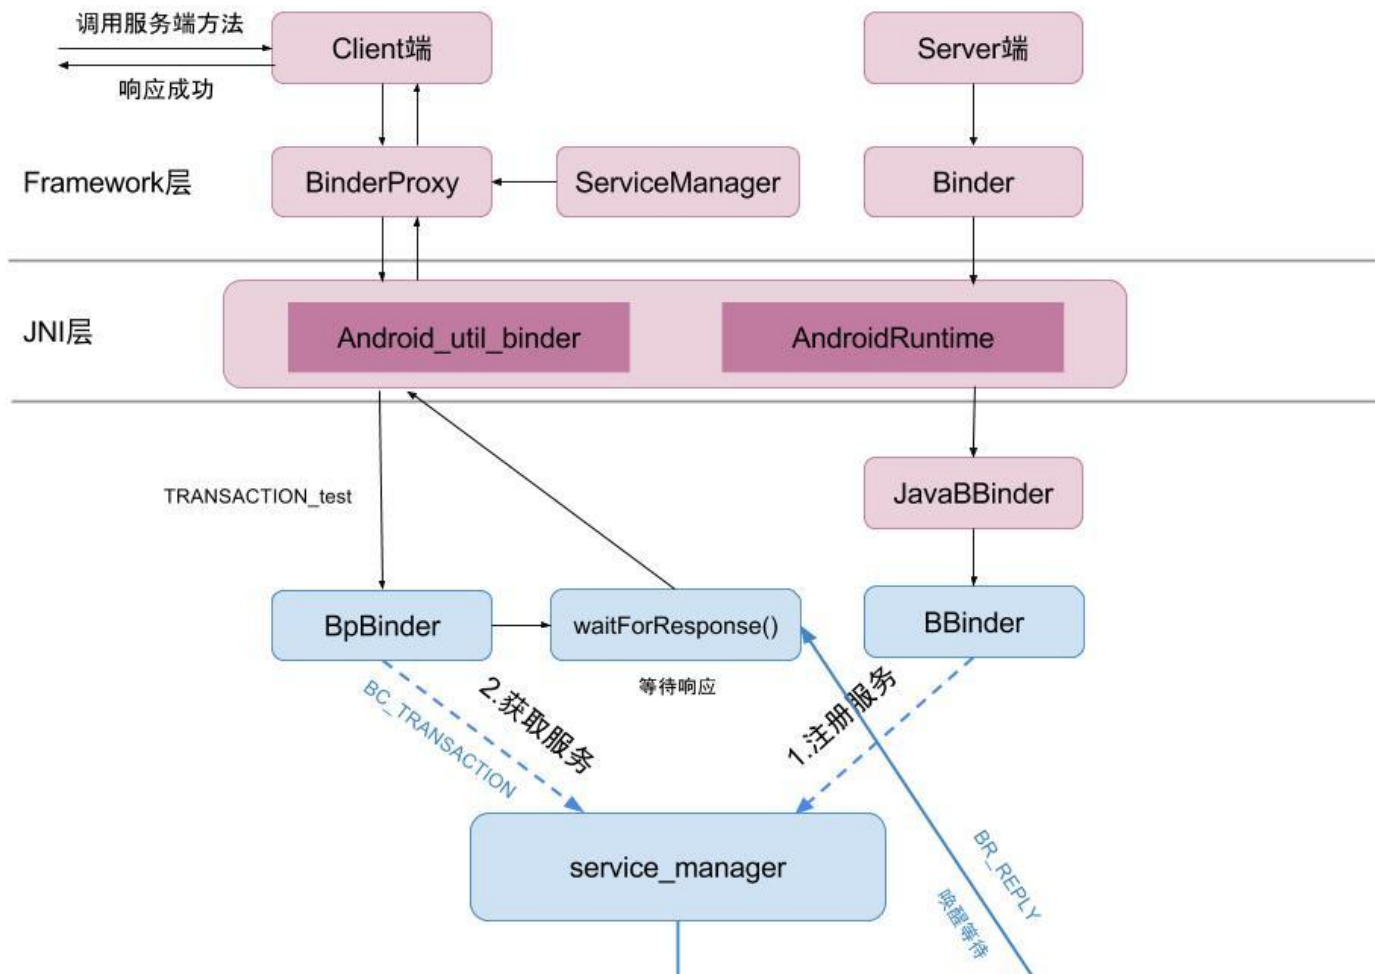 调用服务端方法
Client端
Server端
响应成功
Framework层
BinderProxy
ServiceManager
Binder
JNI层
Android_util_binder
AndroidRuntime
TRANSACTION_test
JavaBBinder
BpBinder
waitForResponse()
BBinder
等待响应
BC_TRANSACTION
2.获取服务
1.注册服务
service_manager
BR_REPLY
唤醒等待